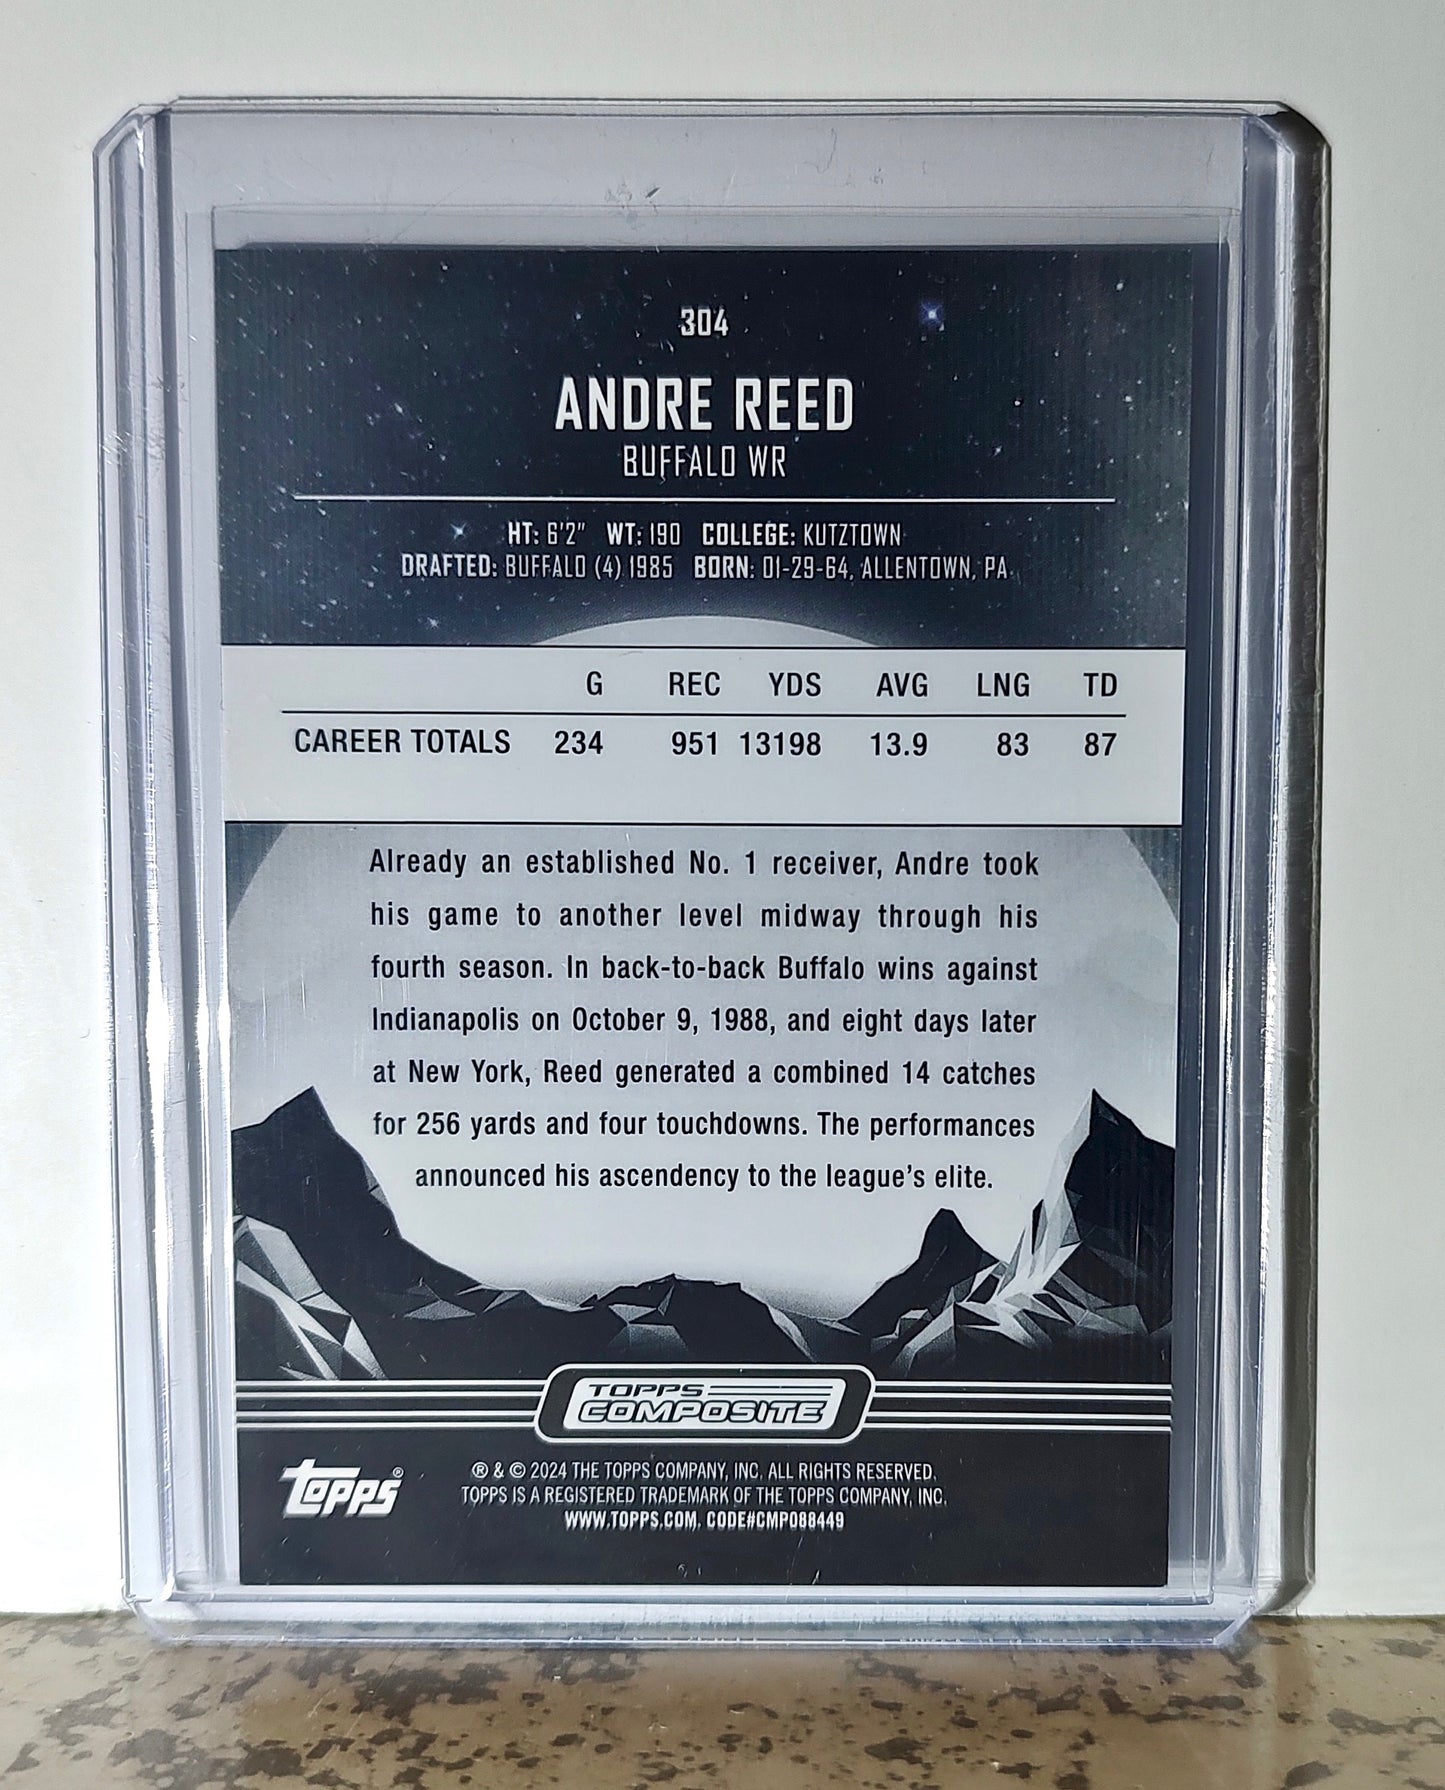 304
ANDRE REED
BUFFALO WR
HT: 6'2" WT: 190 COLLEGE: KUTZTOWN
DRAFTED: BUFFALO (4) 1985 BORN: 01-29-64, ALLENTOWN, PA.
G REC YDS AVG LNG TD
CAREER TOTALS 234 951 13198 13.9 83 87
Already an established No. 1 receiver, Andre took
his game to another level midway through his
fourth season. In back-to-back Buffalo wins against
Indianapolis on October 9, 1988, and eight days later
at New York, Reed generated a combined 14 catches
for 256 yards and four touchdowns. The performances
announced his ascendency to the league's elite.
TOPPS
COMPOSITE
Topps®
® & © 2024 THE TOPPS COMPANY, INC. ALL RIGHTS RESERVED.
TOPPS IS A REGISTERED TRADEMARK OF THE TOPPS COMPANY, INC.
WWW.TOPPS.COM. CODE#CMP088449